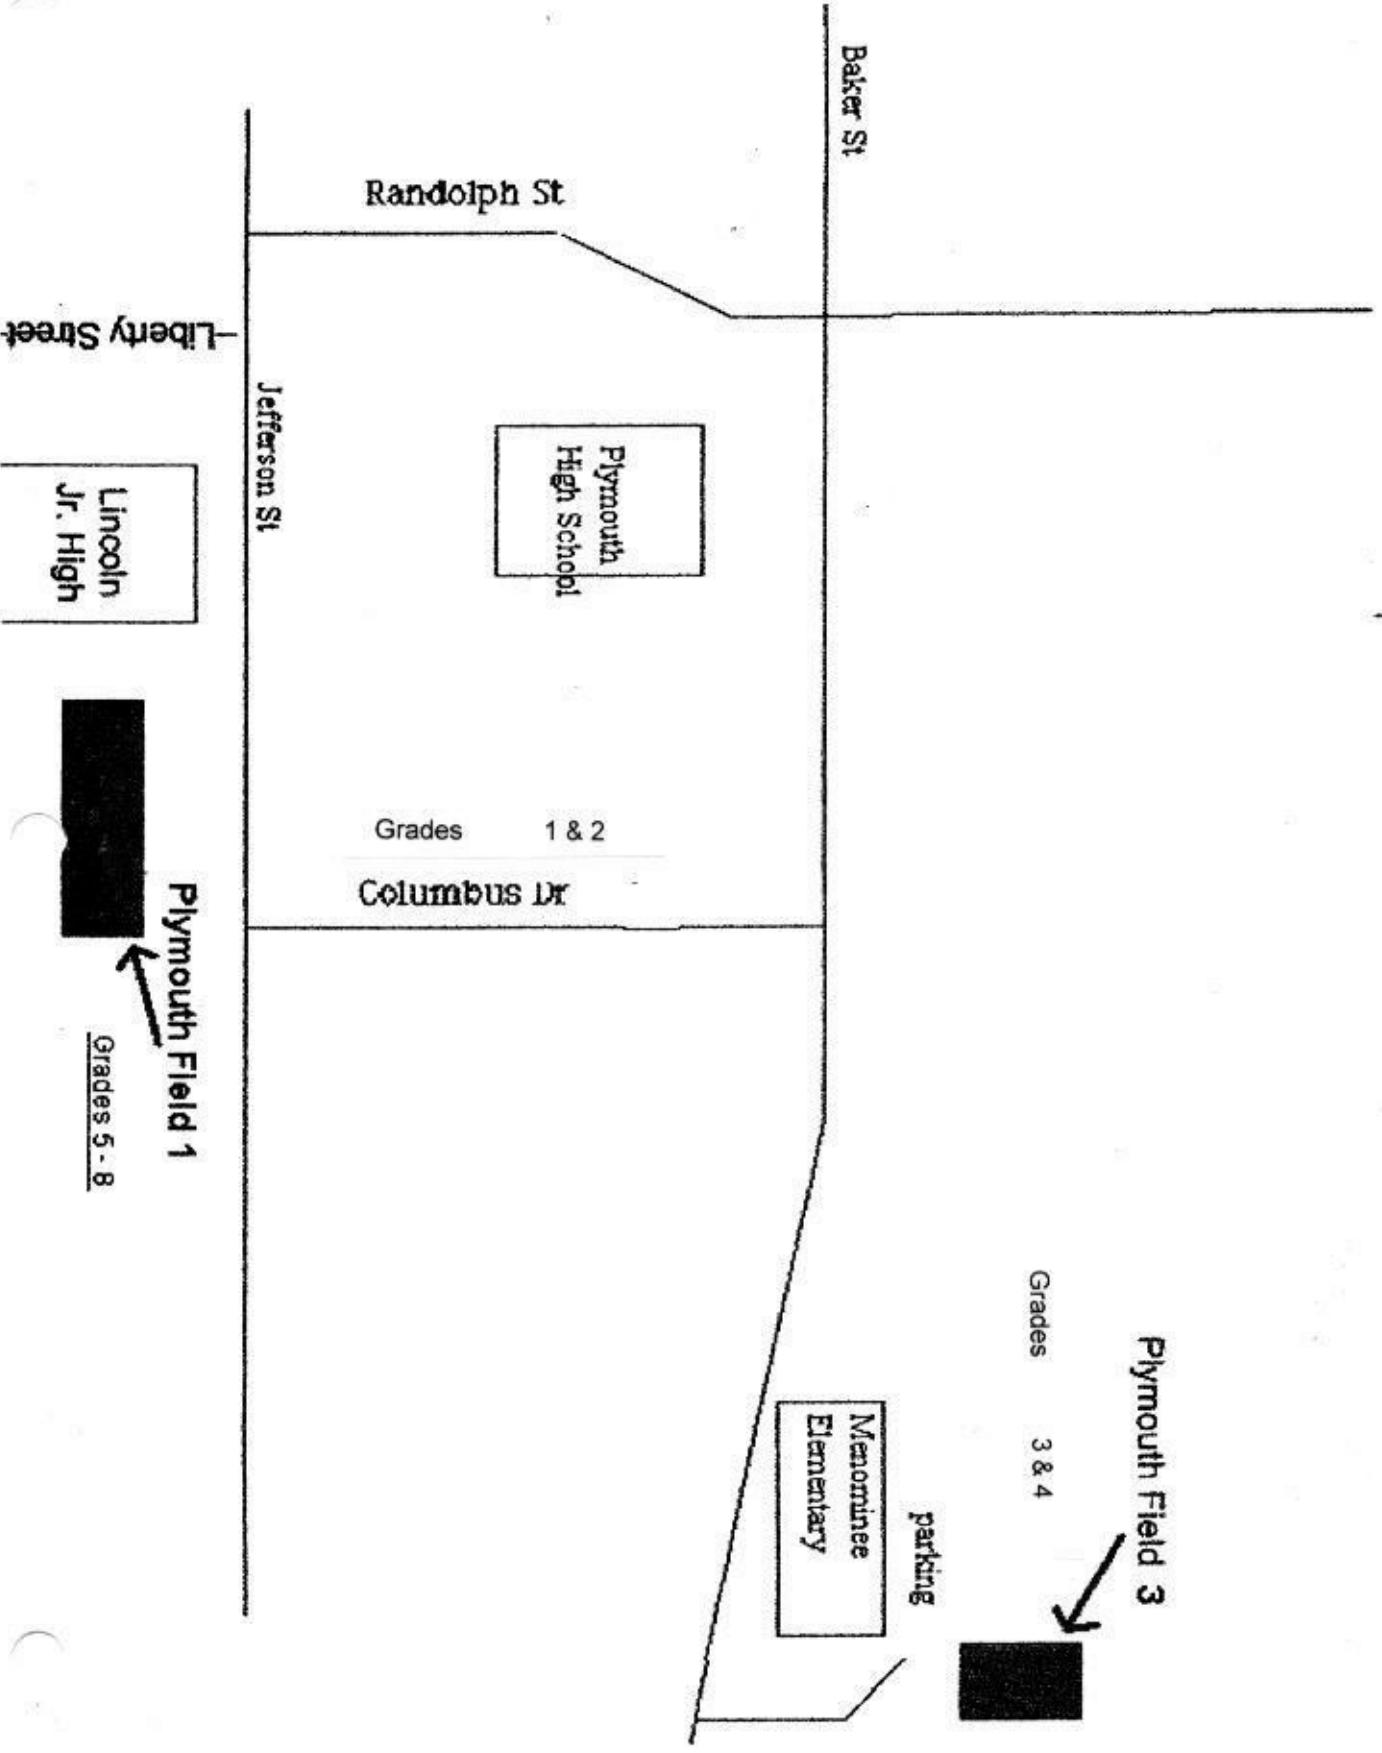 Baker St
Randolph St
Liberty Street
Jefferson St
Plymouth
High School
Lincoln
Jr. High
Grades 1 & 2
Columbus Dr
Plymouth Field 1
Grades 5 - 8
Grades 3 & 4
Plymouth Field 3
Menominee
Elementary
parking